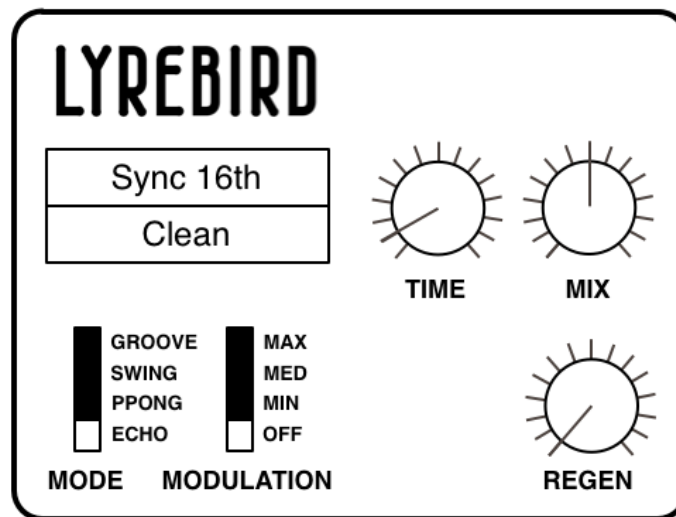 LYREBIRD
Sync 16th
Clean
TIME
MIX
GROOVE
SWING
PPONG
ECHO
MAX
MED
MIN
OFF
MODE
MODULATION
REGEN